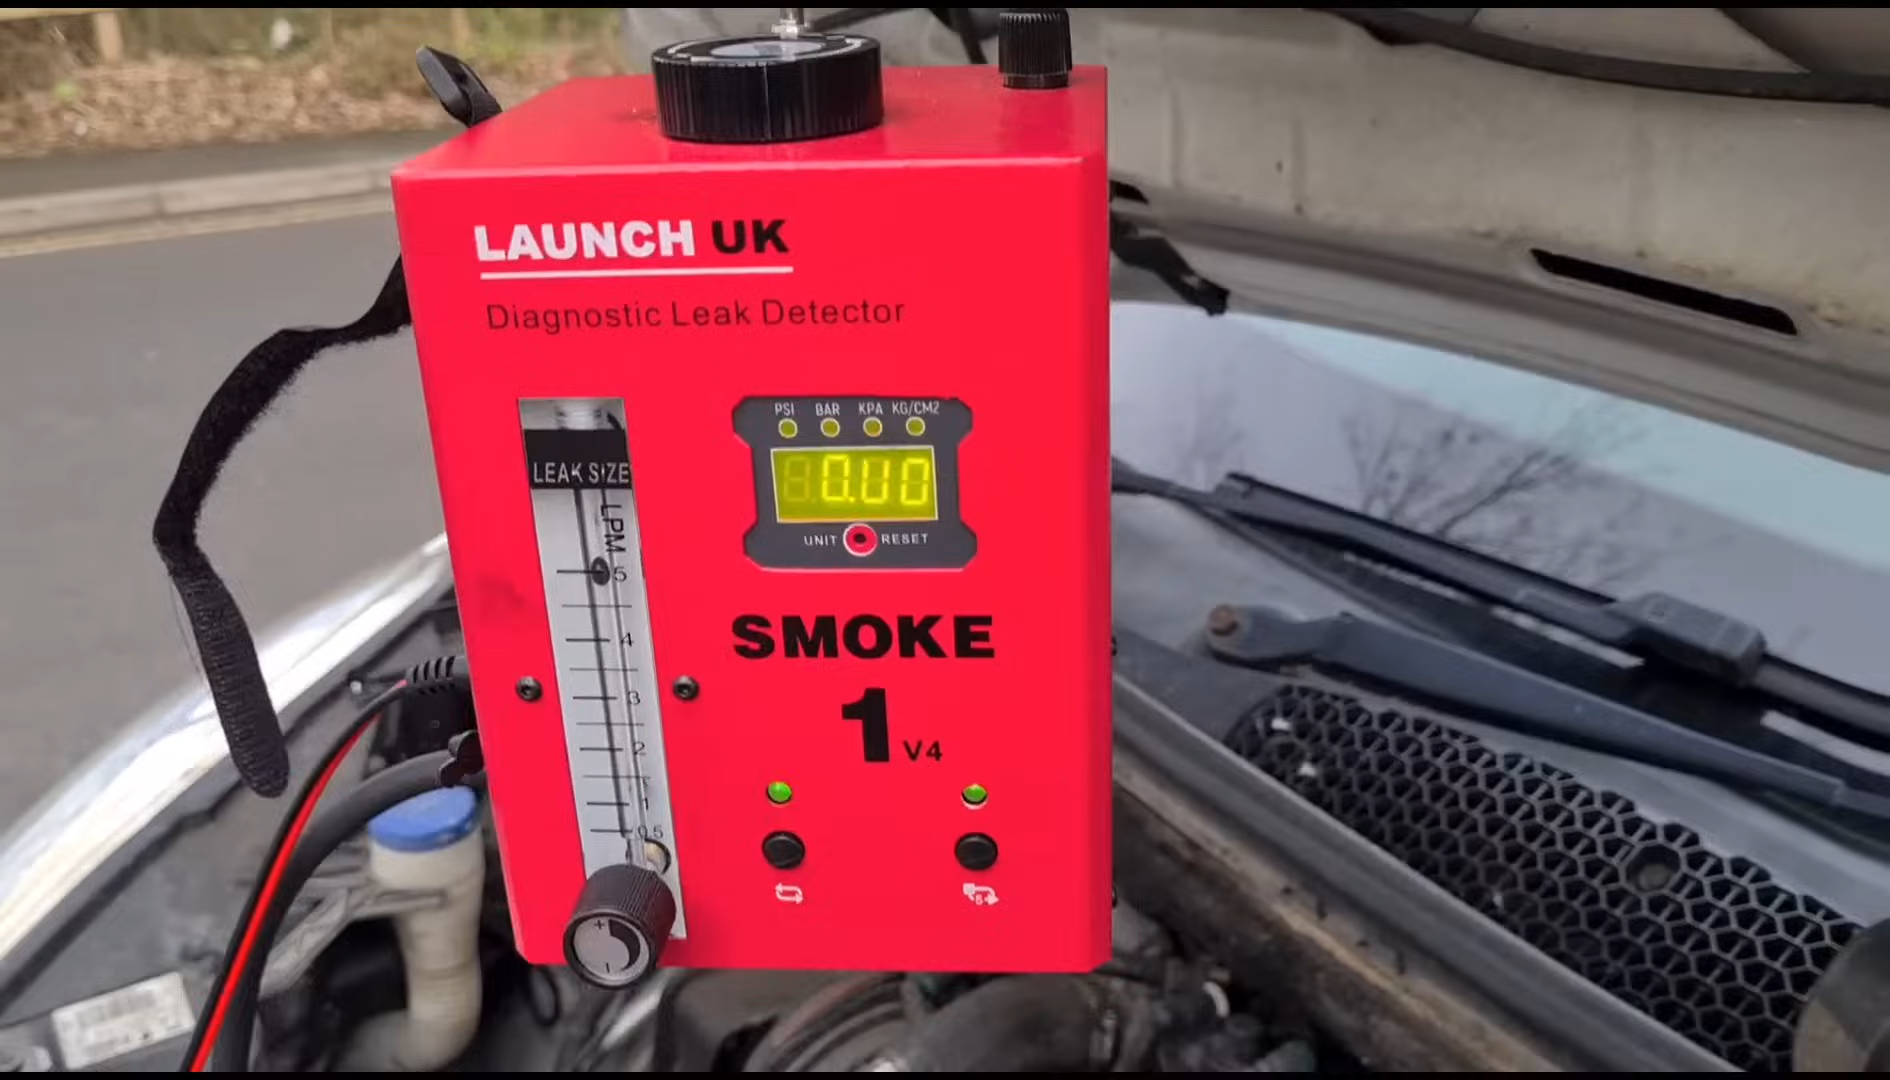 LAUNCH UK
Diagnostic Leak Detector
LEAK SIZE
LPM
5
4
3
2
1
0.5
PSI BAR KPA KG/CM2
0.00
UNIT RESET
SMOKE
1 V4
+
-